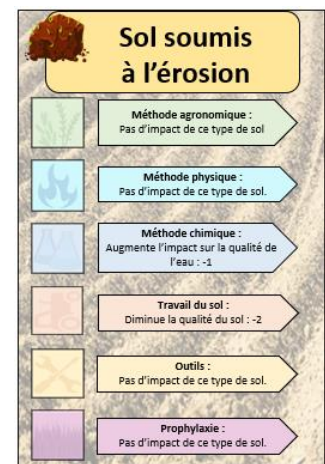 Sol soumis
à l'érosion
Méthode agronomique :
Pas d'impact de ce type de sol
Méthode physique :
Pas d'impact de ce type de sol.
Méthode chimique :
Augmente l'impact sur la qualité de
l'eau : -1
Travail du sol :
Diminue la qualité du sol : -2
Outils :
Pas d'impact de ce type de sol.
Prophylaxie :
Pas d'impact de ce type de sol.